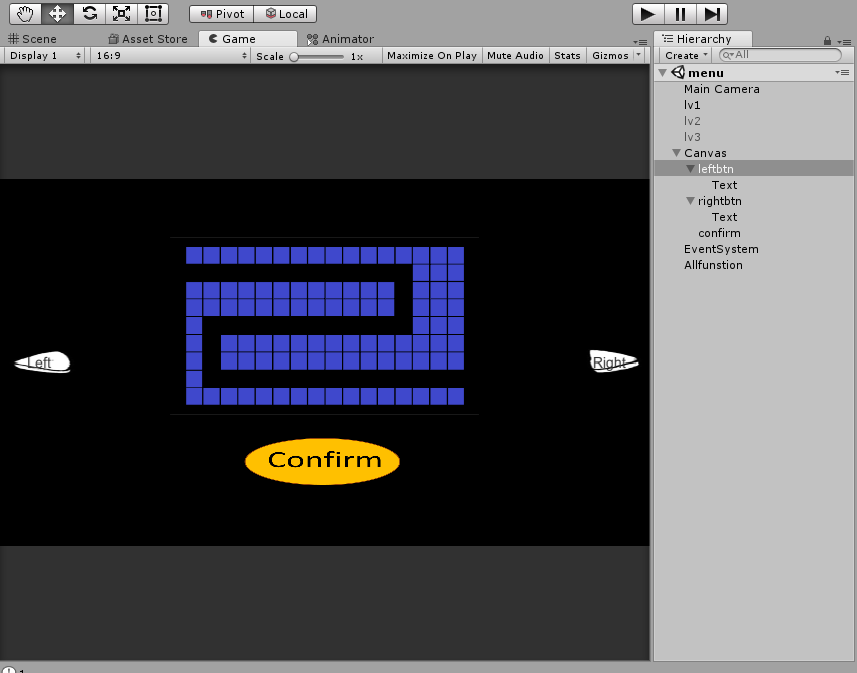 Pivot Local
Scene Asset Store Game Animator
Display 1 16:9 Scale 1x Maximize On Play Mute Audio Stats Gizmos
Left
Right
Confirm
Hierarchy
Create All
menu
Main Camera
lv1
lv2
lv3
Canvas
leftbtn
Text
rightbtn
Text
confirm
EventSystem
Allfunstion